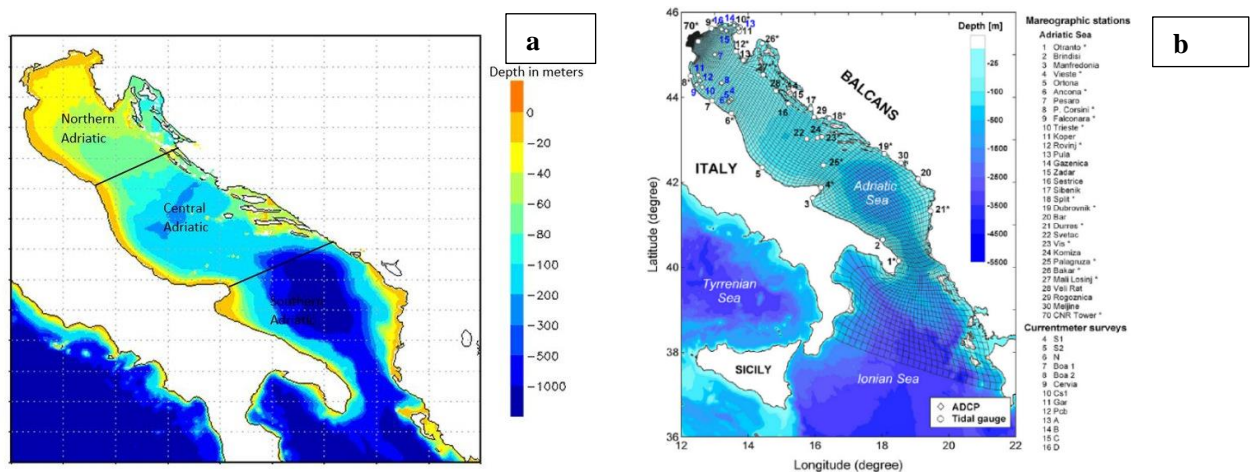 a
Depth in meters
0
−20
−40
−60
−80
−100
−200
−300
−500
−1000
Northern
Adriatic
Central
Adriatic
Southern
Adriatic
b
46
44
42
40
38
36
12
14
16
18
20
22
Latitude (degree)
Longitude (degree)
BALCANS
ITALY
Adriatic
Sea
Tyrrenian
Sea
SICILY
Ionian Sea
ADCP
Tidal gauge
Depth [m]
-25
-160
-800
-1600
-2600
-3600
-4500
-5500
Mareographic stations
Adriatic Sea
1 Otranto *
2 Brindisi
3 Manfredonia
4 Vieste *
5 Ortona
6 Ancona *
7 Pesaro
8 P. Corsini *
9 Falconara *
10 Trieste *
11 Koper
12 Rovinj *
13 Pula
14 Gazenica
15 Zadar
16 Sestrice
17 Sibenik
18 Split *
19 Dubrovnik *
20 Bar
21 Durres *
22 Svetac
23 Vis *
24 Komiza
25 Palagruza *
26 Bakar *
27 Mali Losinj *
28 Veli Rat
29 Rogoznica
30 Meljine
70 CNR Tower *
Currentmeter surveys
4 S1
5 S2
6 N
7 Boa 1
8 Boa 2
9 Cervia
10 Cs1
11 Gar
12 Pcb
13 A
14 B
15 C
16 D